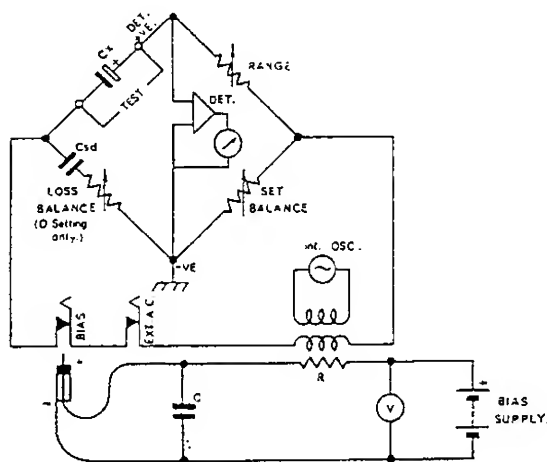 DET.
+VE.
Cx
+
TEST
RANGE
DET.
Csd
LOSS
BALANCE
(D Setting
only.)
SET
BALANCE
-VE
int. OSC.
BIAS
EXT A.C
+
-
C
R
V
+
BIAS
SUPPLY.